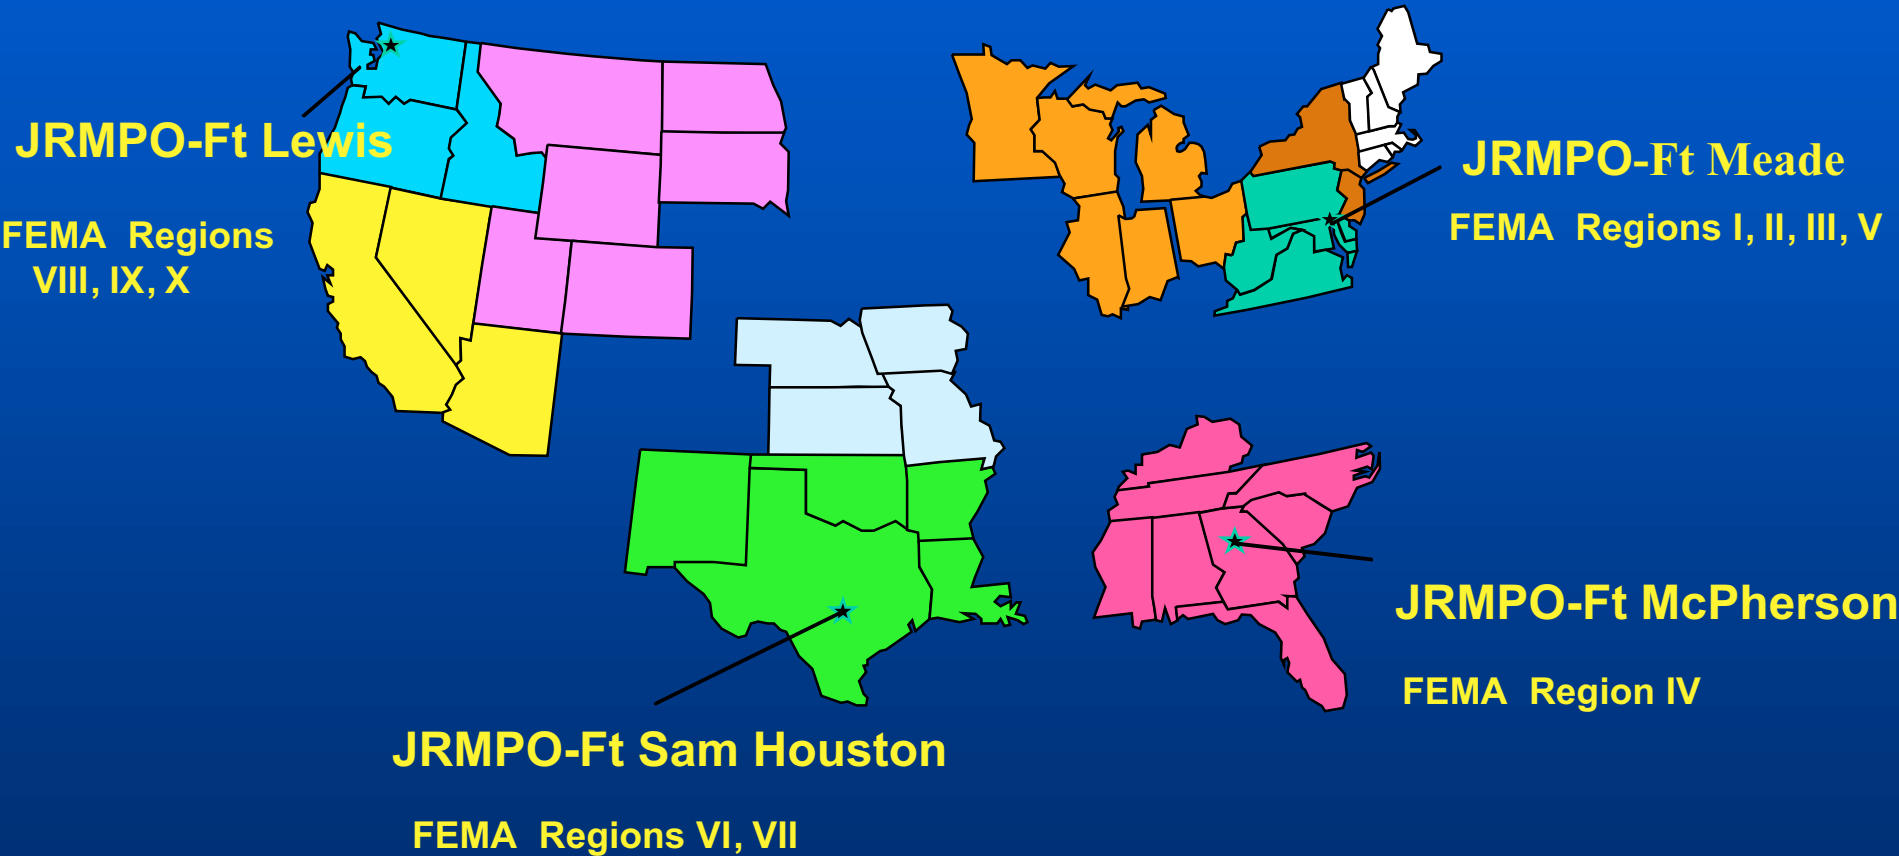 JRMPO-Ft Lewis
FEMA Regions
VIII, IX, X
JRMPO-Ft Meade
FEMA Regions I, II, III, V
JRMPO-Ft McPherson
FEMA Region IV
JRMPO-Ft Sam Houston
FEMA Regions VI, VII